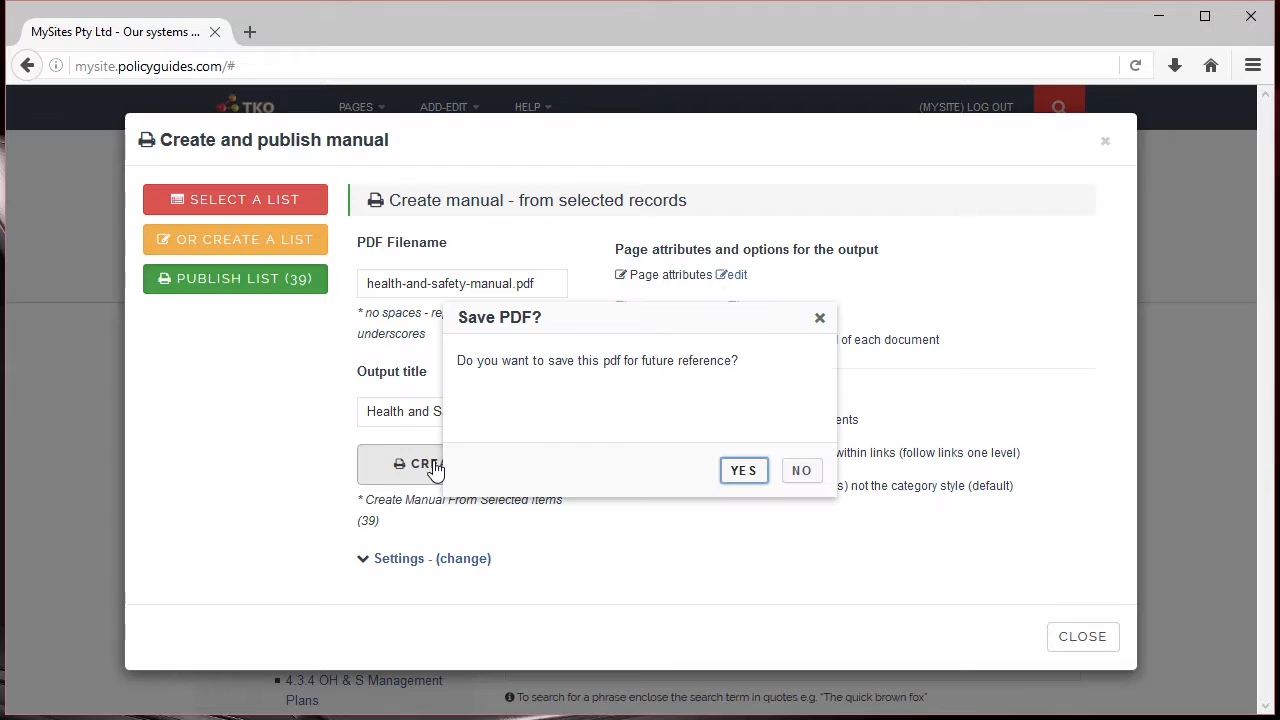 MySites Pty Ltd - Our systems ...
mysite.policyguides.com/#
TKO PAGES ADD-EDIT HELP (MYSITE) LOG OUT
Create and publish manual
SELECT A LIST
OR CREATE A LIST
PUBLISH LIST (39)
Create manual - from selected records
PDF Filename
health-and-safety-manual.pdf
* no spaces - re
underscores
Output title
Health and S
CREA
* Create Manual From Selected Items
(39)
Settings - (change)
Page attributes and options for the output
Page attributes edit
d of each document
ents
within links (follow links one level)
s) not the category style (default)
Save PDF?
Do you want to save this pdf for future reference?
YES NO
CLOSE
4.3.4 OH & S Management
Plans
To search for a phrase enclose the search term in quotes e.g. "The quick brown fox"